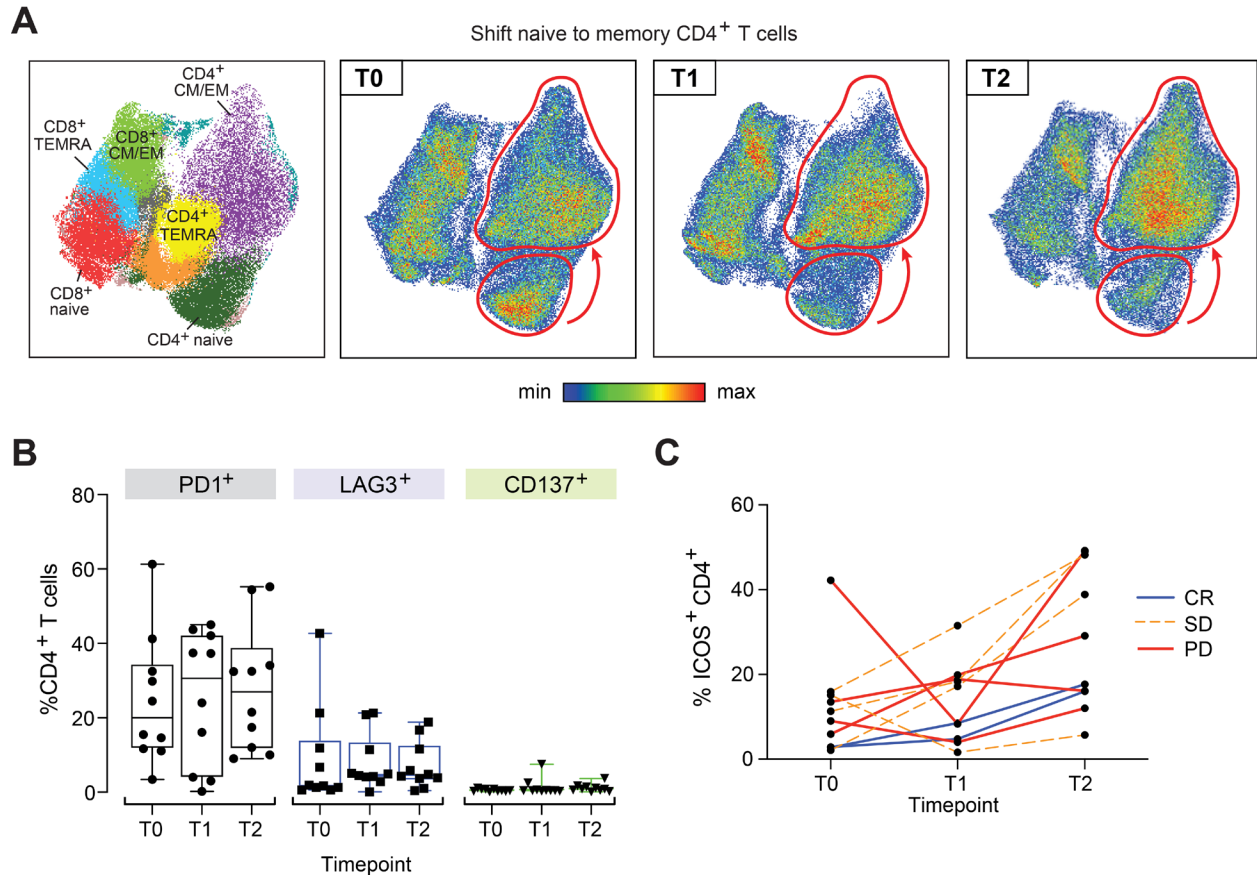 A
Shift naive to memory CD4⁺ T cells
CD4⁺
CM/EM
CD8⁺
TEMRA
CD8⁺
CM/EM
CD4⁺
TEMRA
CD8⁺
naive
CD4⁺ naive
T0
T1
T2
min
max
B
PD1⁺
LAG3⁺
CD137⁺
%CD4⁺ T cells
80
60
40
20
0
T0 T1 T2 T0 T1 T2 T0 T1 T2
Timepoint
C
% ICOS⁺ CD4⁺
60
40
20
0
T0 T1 T2
Timepoint
CR
SD
PD